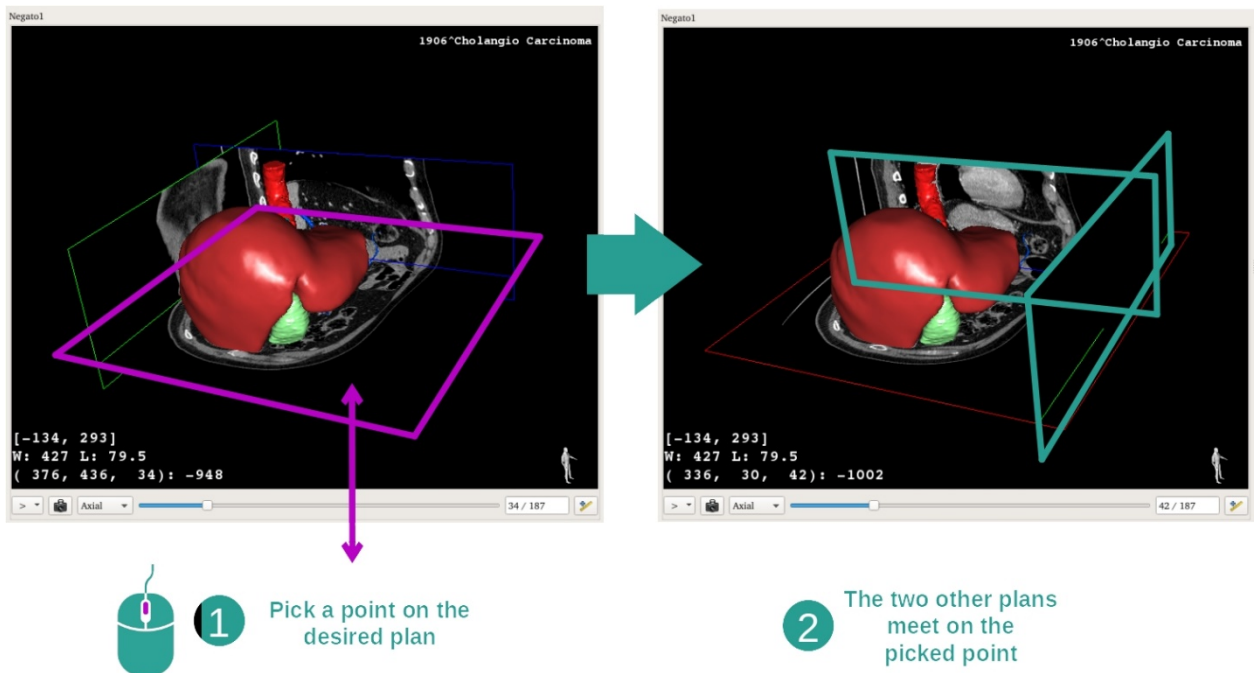 Negato1
1906^Cholangio Carcinoma
[-134, 293]
W: 427 L: 79.5
( 376, 436,  34): -948
> Axial 34 / 187
Negato1
1906^Cholangio Carcinoma
[-134, 293]
W: 427 L: 79.5
( 336,  30,  42): -1002
> Axial 42 / 187
1
Pick a point on the
desired plan
2
The two other plans
meet on the
picked point